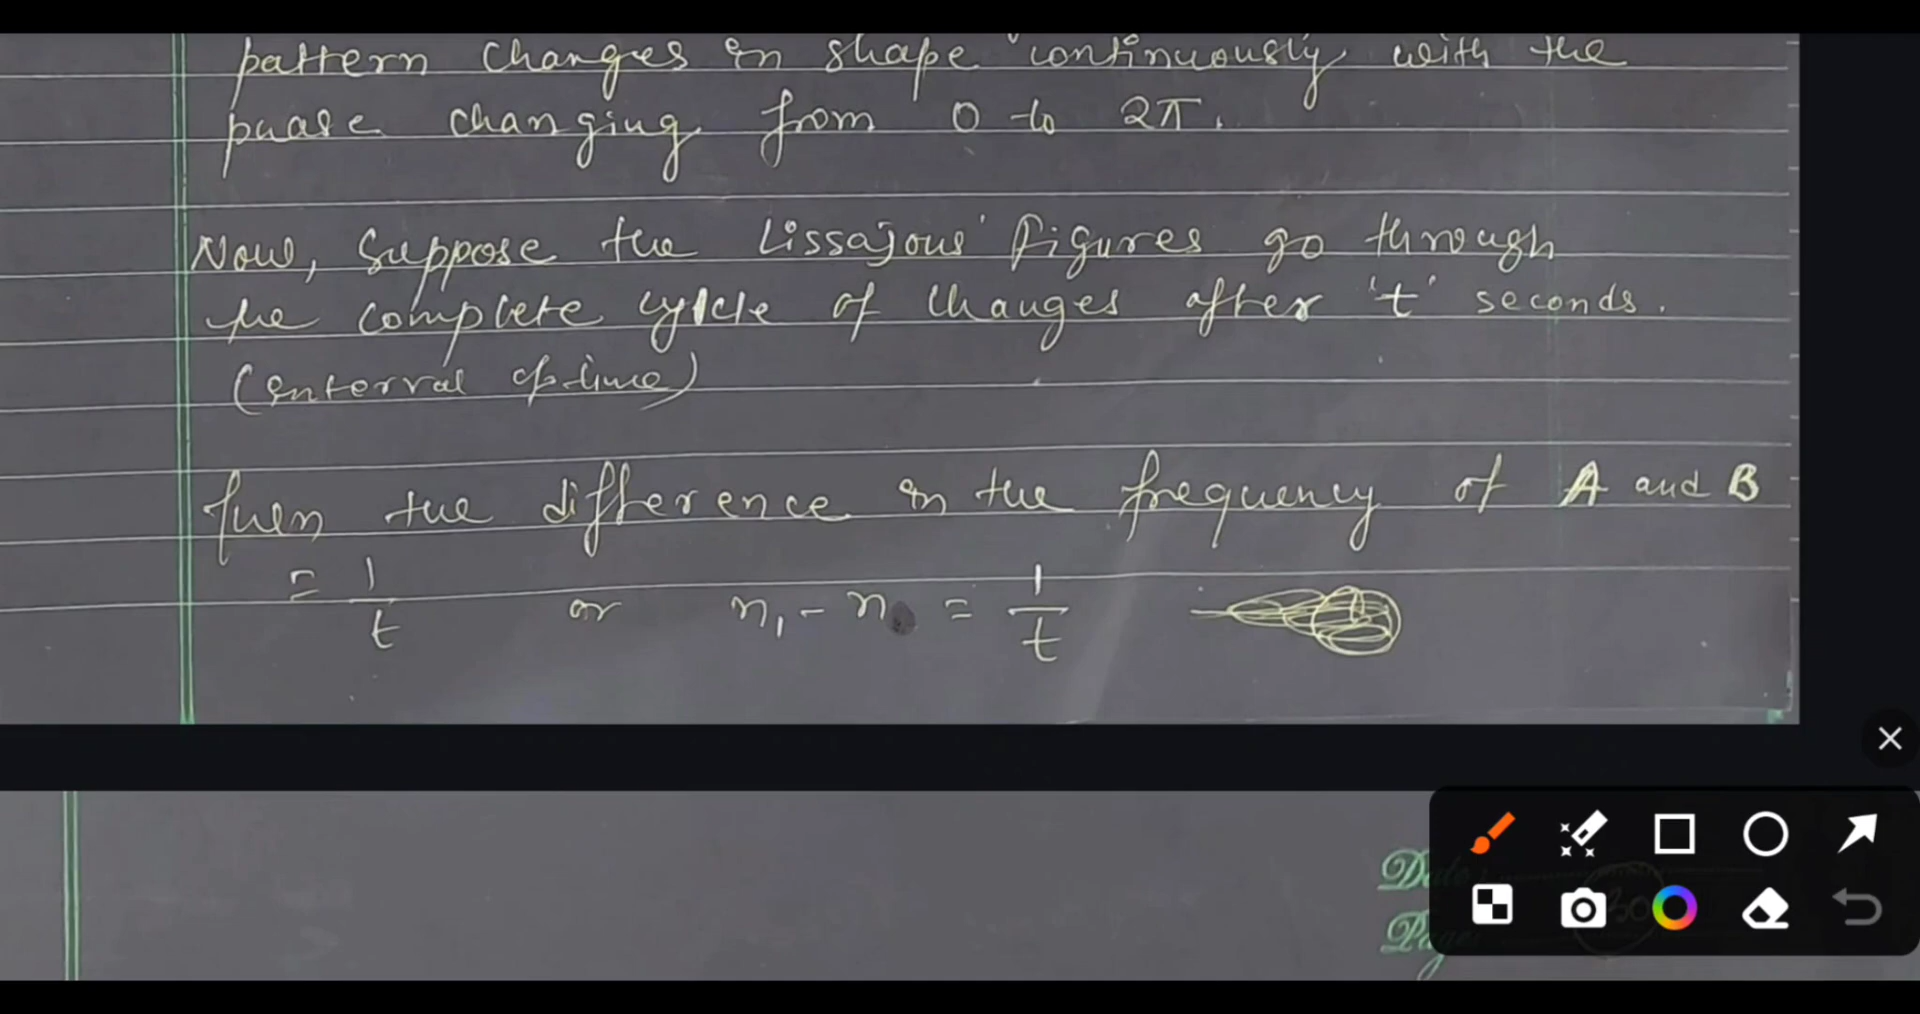 pattern changes in shape continuously with the
phase changing from 0 to 2π.
Now, Suppose the Lissajous' figures go through
the complete cycle of changes after 't' seconds.
(interval of time)
Then the difference in the frequency of A and B
= 1/t or n₁ - n = 1/t
Date
Page